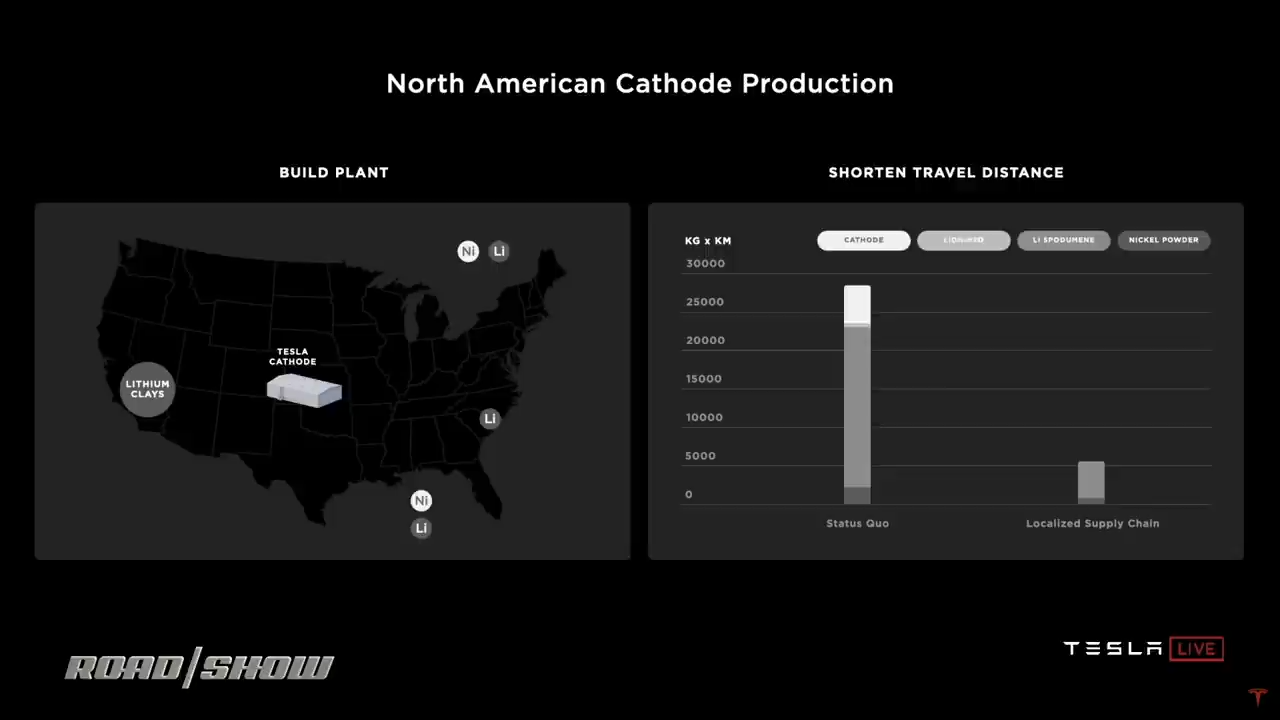 North American Cathode Production
BUILD PLANT
Ni
Li
TESLA
CATHODE
LITHIUM
CLAYS
Li
Ni
Li
SHORTEN TRAVEL DISTANCE
KG x KM
CATHODE
Li SPODUMENE
NICKEL POWDER
30000
25000
20000
15000
10000
5000
0
Status Quo
Localized Supply Chain
ROAD/SHOW
TESLA LIVE